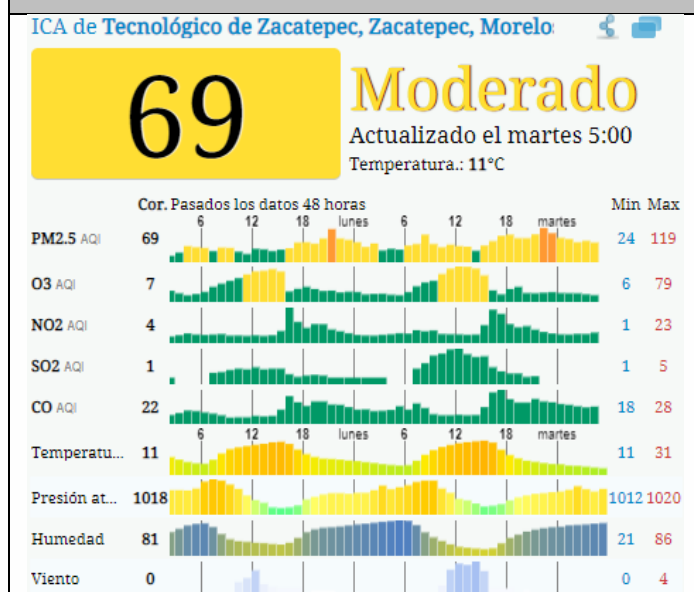 ICA de Tecnológico de Zacatepec, Zacatepec, Morelo
69
Moderado
Actualizado el martes 5:00
Temperatura.: 11°C
Cor. Pasados los datos 48 horas Min Max
6 12 18 lunes 6 12 18 martes
PM2.5 AQI 69 24 119
O3 AQI 7 6 79
NO2 AQI 4 1 23
SO2 AQI 1 1 5
CO AQI 22 18 28
6 12 18 lunes 6 12 18 martes
Temperatu... 11 11 31
Presión at... 1018 1012 1020
Humedad 81 21 86
Viento 0 0 4